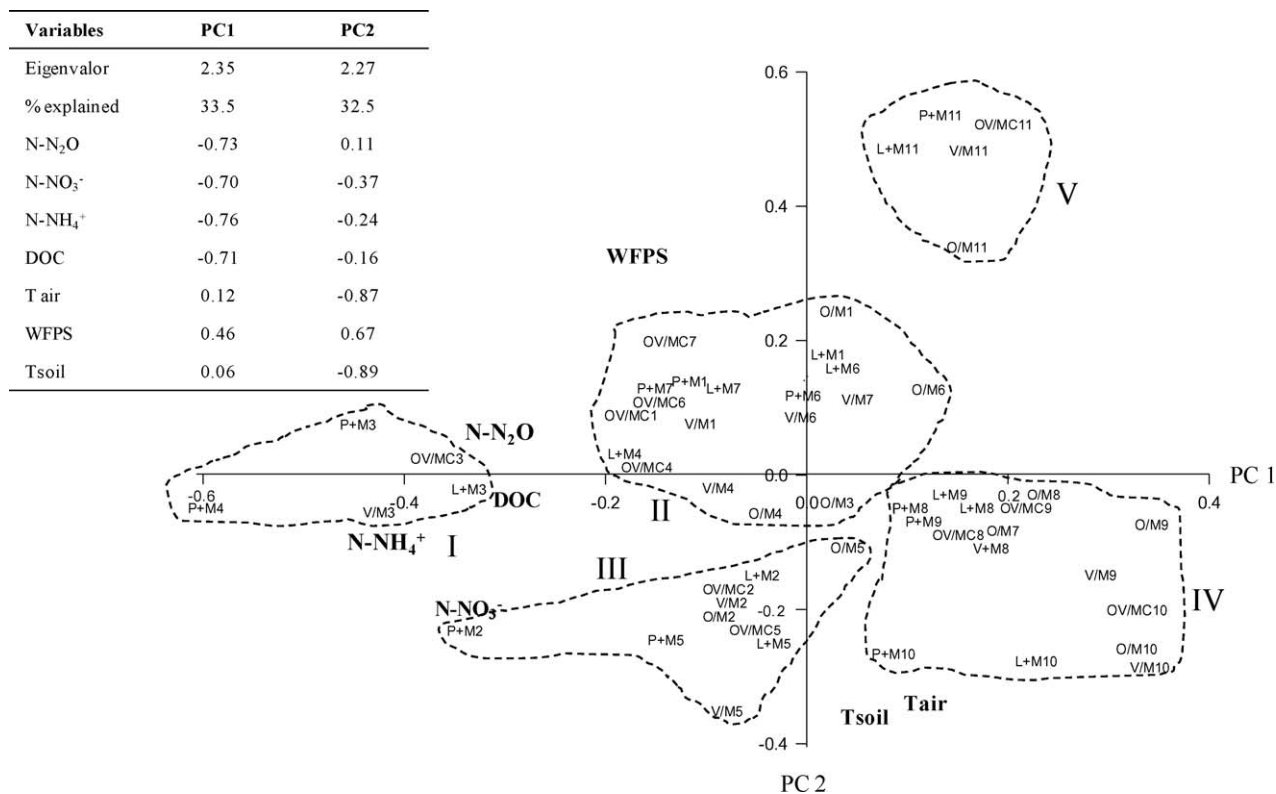 Variables PC1 PC2
Eigenvalor 2.35 2.27
% explained 33.5 32.5
N-N₂O -0.73 0.11
N-NO₃⁻ -0.70 -0.37
N-NH₄⁺ -0.76 -0.24
DOC -0.71 -0.16
T air 0.12 -0.87
WFPS 0.46 0.67
Tsoil 0.06 -0.89
0.6
P+M11
OV/MC11
L+M11 V/M11
V
0.4
O/M11
WFPS
O/M1
0.2
OV/MC7
L+M1
L+M6
P+M7 P+M1 L+M7
O/M6
OV/MC6
P+M6 V/M7
OV/MC1
V/M1 V/M6
P+M3
N-N₂O
OV/MC3
L+M4
OV/MC4
0.0
PC 1
L+M3
V/M4
-0.6 -0.4 -0.2 0.0 0.2 0.4
DOC
P+M4 V/M3
II
O/M4 O/M3
L+M9 O/M8
P+M8 L+M8 OV/MC9
P+M9 O/M9
OV/MC8 O/M7
V+M8
N-NH₄⁺ I
III
O/M5
L+M2
V/M9
OV/MC2
V/M2
IV
N-NO₃⁻
-0.2
OV/MC10
O/M2
P+M2
OV/MC5
P+M5 L+M5
O/M10
P+M10 L+M10 V/M10
V/M5
Tsoil Tair
-0.4
PC 2